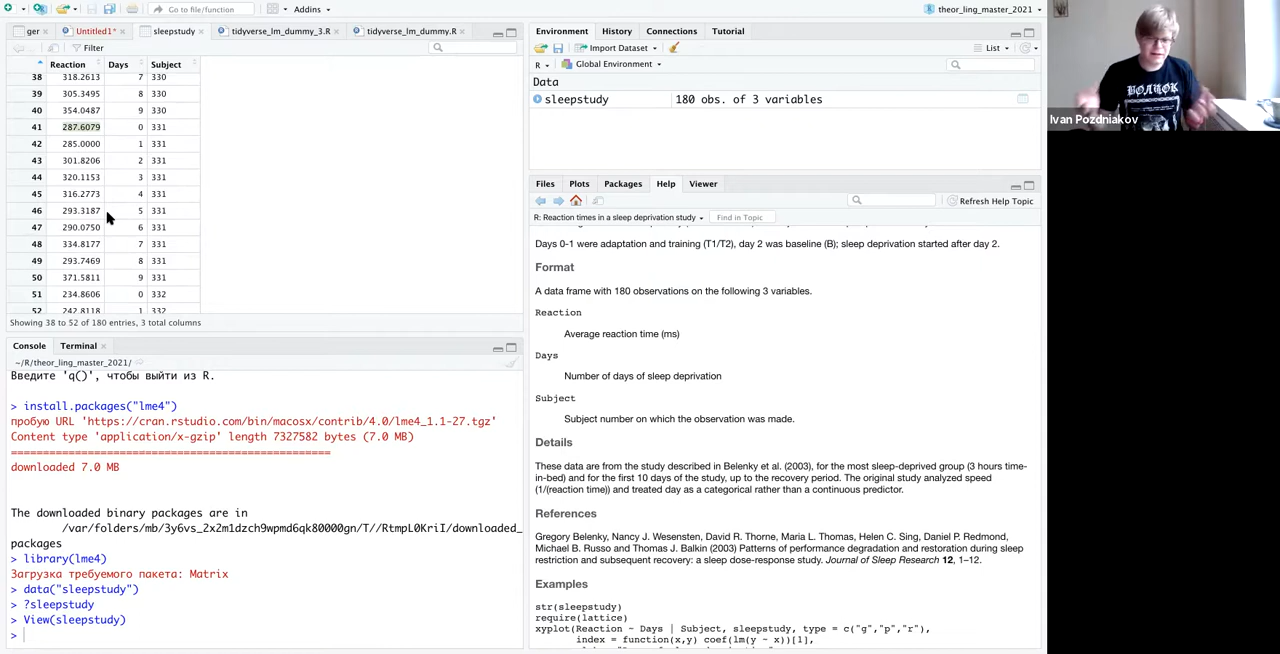 Go to file/function
Addins
theor_ling_master_2021
ger
Untitled1*
sleepstudy
tidyverse_lm_dummy_3.R
tidyverse_lm_dummy.R
Filter
Reaction Days Subject
38 318.2613 7 330
39 305.3495 8 330
40 354.0487 9 330
41 287.6079 0 331
42 285.0000 1 331
43 301.8206 2 331
44 320.1153 3 331
45 316.2773 4 331
46 293.3187 5 331
47 290.0750 6 331
48 334.8177 7 331
49 293.7469 8 331
50 371.5811 9 331
51 234.8606 0 332
52 242.8118 1 332
Showing 38 to 52 of 180 entries, 3 total columns
Console Terminal
~/R/theor_ling_master_2021/
Введите 'q()', чтобы выйти из R.
> install.packages("lme4")
пробую URL 'https://cran.rstudio.com/bin/macosx/contrib/4.0/lme4_1.1-27.tgz'
Content type 'application/x-gzip' length 7327582 bytes (7.0 MB)
==================================================
downloaded 7.0 MB
The downloaded binary packages are in
/var/folders/mb/3y6vs_2x2m1dzch9wpmd6qk80000gn/T//RtmpL0KriI/downloaded_
packages
> library(lme4)
Загрузка требуемого пакета: Matrix
> data("sleepstudy")
> ?sleepstudy
> View(sleepstudy)
>
Environment History Connections Tutorial
Import Dataset
List
R Global Environment
Data
sleepstudy 180 obs. of 3 variables
Files Plots Packages Help Viewer
Refresh Help Topic
R: Reaction times in a sleep deprivation study
Find in Topic
Days 0-1 were adaptation and training (T1/T2), day 2 was baseline (B); sleep deprivation started after day 2.
Format
A data frame with 180 observations on the following 3 variables.
Reaction
Average reaction time (ms)
Days
Number of days of sleep deprivation
Subject
Subject number on which the observation was made.
Details
These data are from the study described in Belenky et al. (2003), for the most sleep-deprived group (3 hours time-
in-bed) and for the first 10 days of the study, up to the recovery period. The original study analyzed speed
(1/(reaction time)) and treated day as a categorical rather than a continuous predictor.
References
Gregory Belenky, Nancy J. Wesensten, David R. Thorne, Maria L. Thomas, Helen C. Sing, Daniel P. Redmond,
Michael B. Russo and Thomas J. Balkin (2003) Patterns of performance degradation and restoration during sleep
restriction and subsequent recovery: a sleep dose-response study. Journal of Sleep Research 12, 1–12.
Examples
str(sleepstudy)
require(lattice)
xyplot(Reaction ~ Days | Subject, sleepstudy, type = c("g","p","r"),
index = function(x,y) coef(lm(y ~ x))[1],
Ivan Pozdniakov
ВОЛЧОК